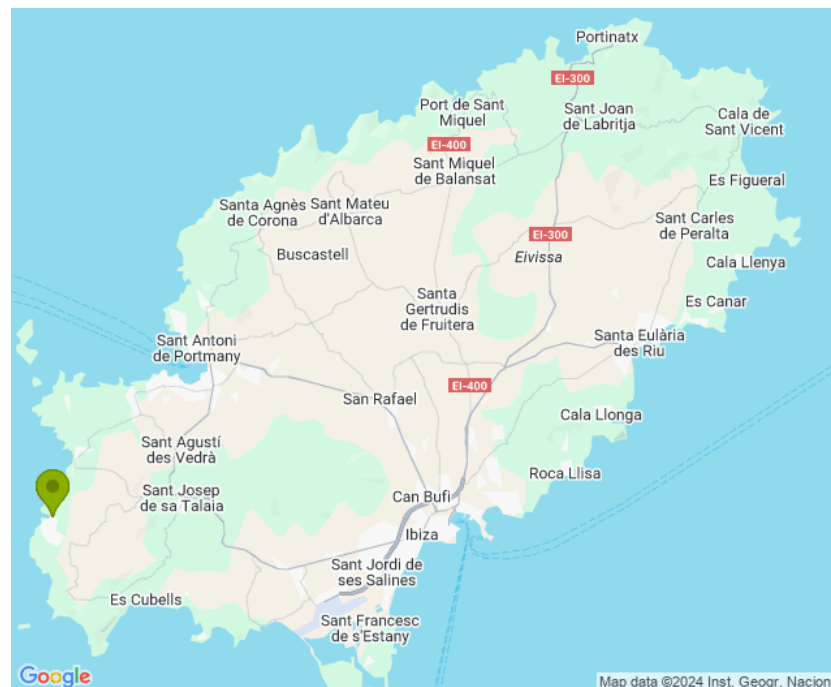 Portinatx
EI-300
Port de Sant
Miquel
Sant Joan
de Labritja
Cala de
Sant Vicent
EI-400
Sant Miquel
de Balansat
Es Figueral
Santa Agnès
de Corona
Sant Mateu
d'Albarca
Sant Carles
de Peralta
EI-300
Buscastell
Eivissa
Cala Llenya
Santa
Gertrudis
de Fruitera
Es Canar
Sant Antoni
de Portmany
Santa Eulària
des Riu
EI-400
San Rafael
Cala Llonga
Sant Agustí
des Vedrà
Roca Llisa
Sant Josep
de sa Talaia
Can Bufi
Ibiza
Sant Jordi de
ses Salines
Es Cubells
Sant Francesc
de s'Estany
Google
Map data ©2024 Inst. Geogr. Nacion